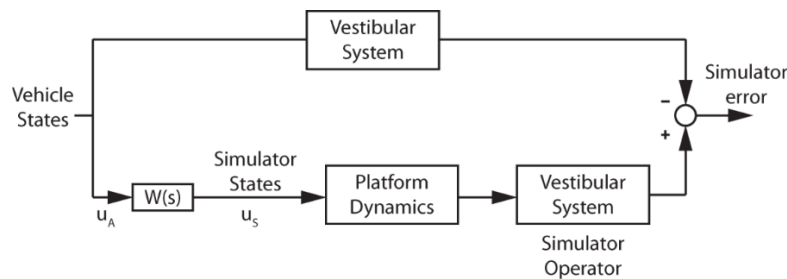 Vestibular
System
Vehicle
States
Simulator
error
-
+
Simulator
States
W(s)
Platform
Dynamics
Vestibular
System
u_A
u_S
Simulator
Operator